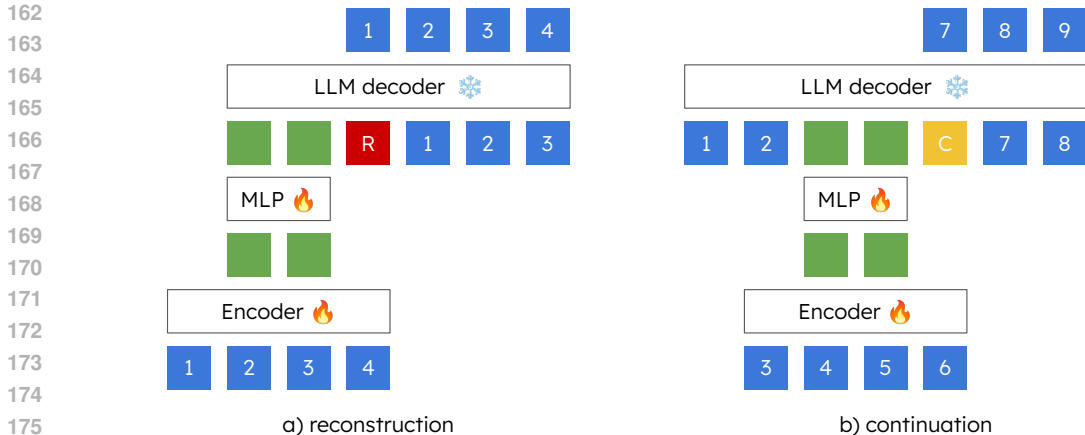 162
163
164
165
166
167
168
169
170
171
172
173
174
175
1 2 3 4
LLM decoder
R 1 2 3
MLP
Encoder
1 2 3 4
a) reconstruction
7 8 9
LLM decoder
1 2 C 7 8
MLP
Encoder
3 4 5 6
b) continuation